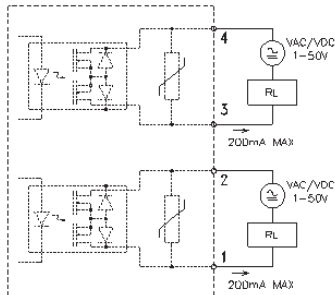 4
VAC/VDC
1-50V
RL
3
200mA MAX
2
VAC/VDC
1-50V
RL
1
200mA MAX